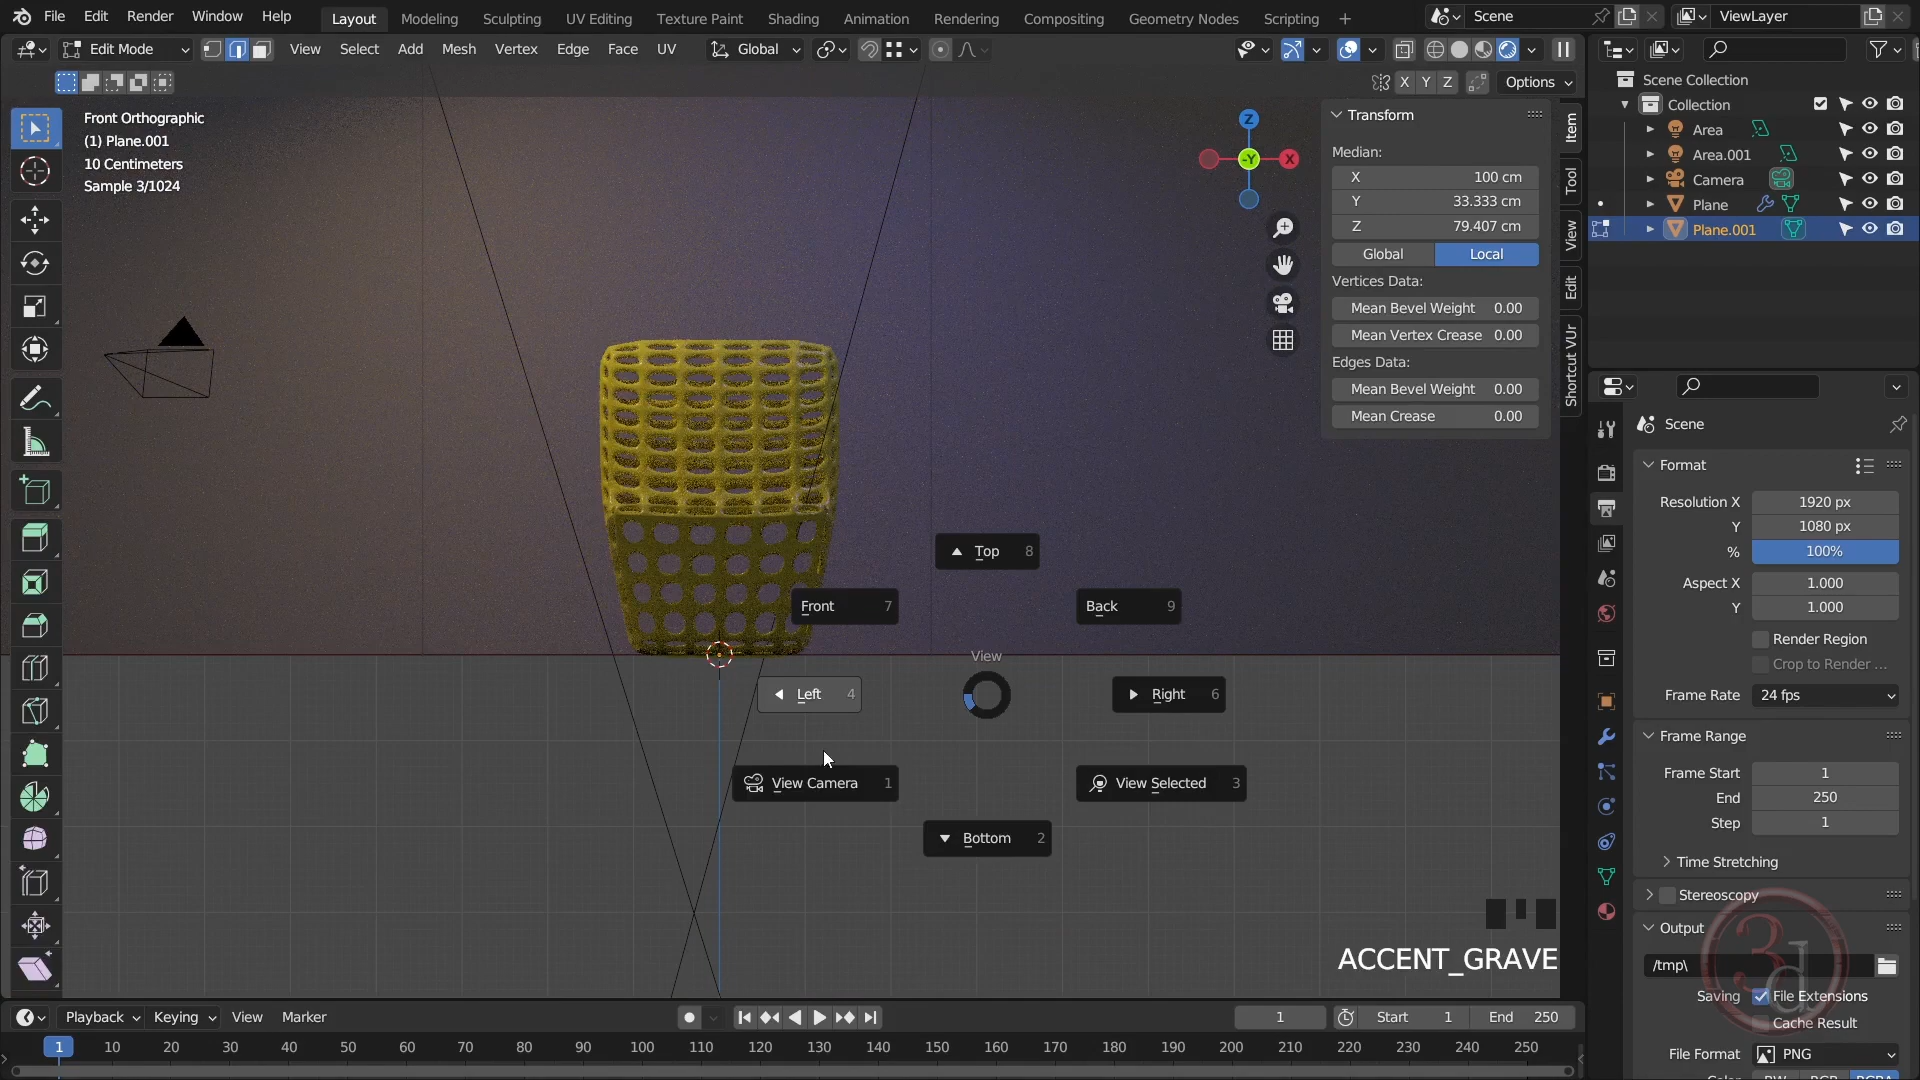 File Edit Render Window Help Layout Modeling Sculpting UV Editing Texture Paint Shading Animation Rendering Compositing Geometry Nodes Scripting + Scene ViewLayer
Edit Mode View Select Add Mesh Vertex Edge Face UV Global
X Y Z Options
Front Orthographic
(1) Plane.001
10 Centimeters
Sample 3/1024
Z
-Y
X
Transform
Median:
X 100 cm
Y 33.333 cm
Z 79.407 cm
Global Local
Vertices Data:
Mean Bevel Weight 0.00
Mean Vertex Crease 0.00
Edges Data:
Mean Bevel Weight 0.00
Mean Crease 0.00
Item
Tool
View
Edit
Shortcut VUr
Scene Collection
Collection
Area
Area.001
Camera
Plane
Plane.001
Top 8
Front 7
Back 9
View
Left 4
Right 6
View Camera 1
View Selected 3
Bottom 2
ACCENT_GRAVE
Scene
Format
Resolution X 1920 px
Y 1080 px
% 100%
Aspect X 1.000
Y 1.000
Render Region
Crop to Render ...
Frame Rate 24 fps
Frame Range
Frame Start 1
End 250
Step 1
Time Stretching
Stereoscopy
Output
/tmp\
Saving File Extensions
Cache Result
File Format PNG
3d
Playback Keying View Marker 1 Start 1 End 250
1 10 20 30 40 50 60 70 80 90 100 110 120 130 140 150 160 170 180 190 200 210 220 230 240 250